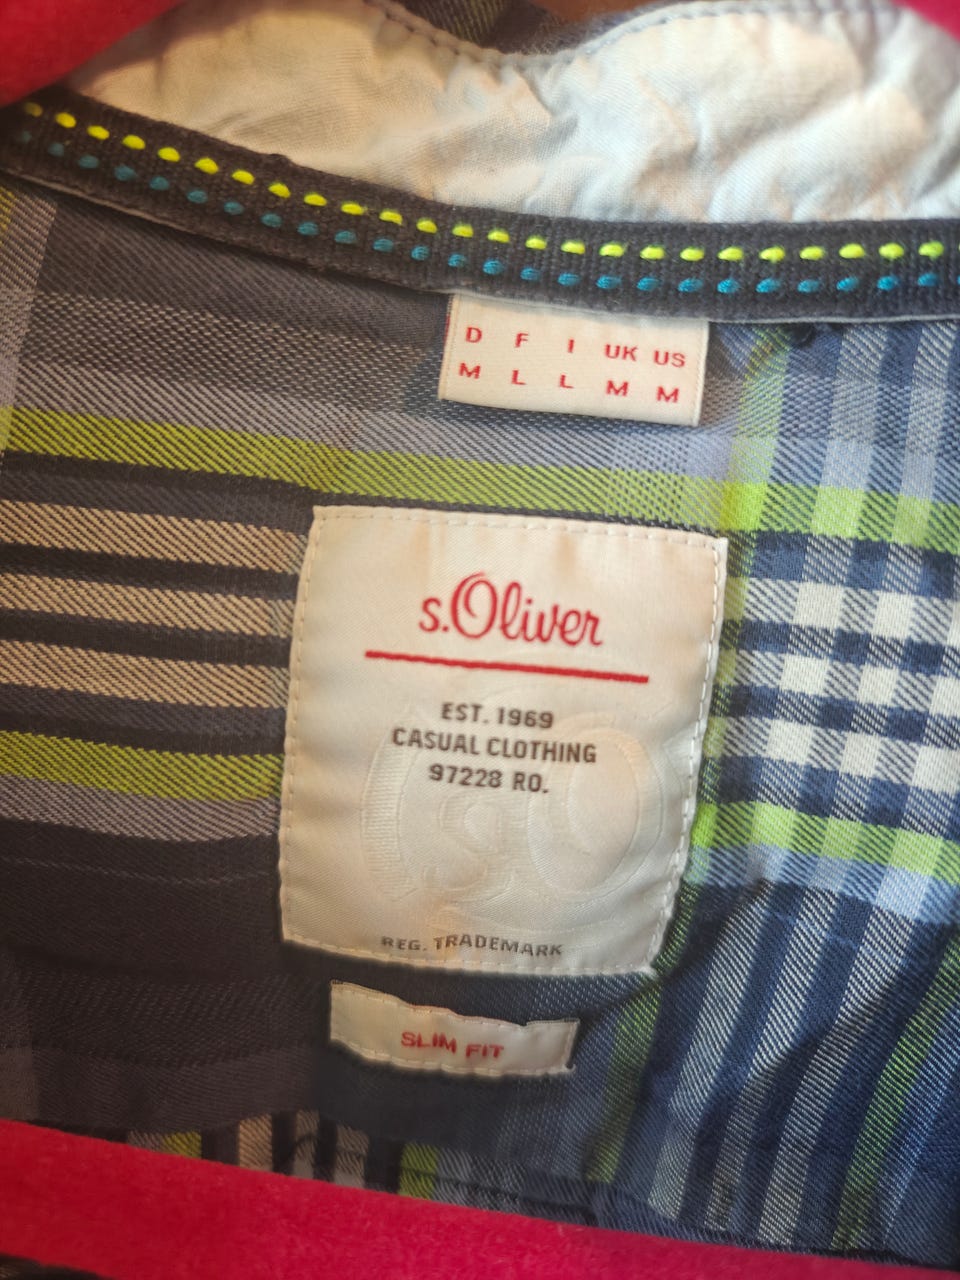 D F I UK US
M L L M M
s.Oliver
EST. 1969
CASUAL CLOTHING
97228 RO.
REG. TRADEMARK
SLIM FIT